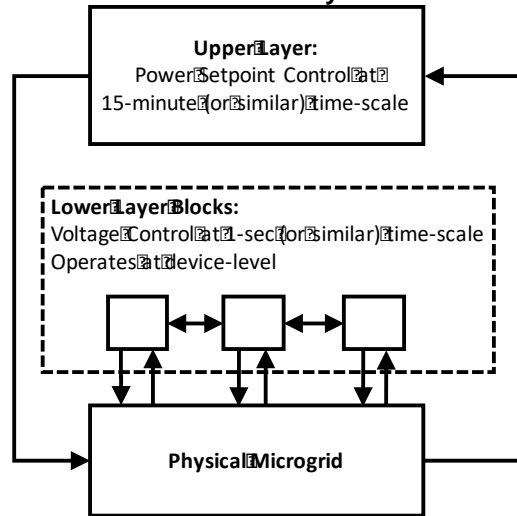 Upper Layer:
Power Setpoint Control at
15-minute (or similar) time-scale
Lower Layer Blocks:
Voltage Control at 1-sec (or similar) time-scale
Operates at device-level
Physical Microgrid